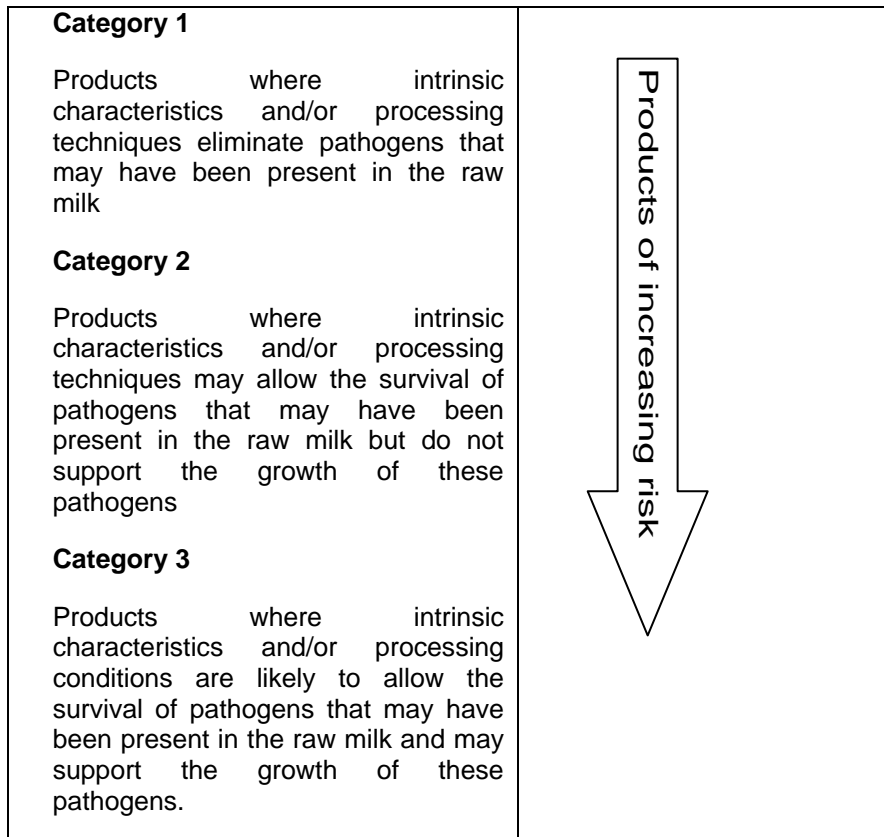 Category 1
Products where intrinsic
characteristics and/or processing
techniques eliminate pathogens that
may have been present in the raw
milk
Category 2
Products where intrinsic
characteristics and/or processing
techniques may allow the survival of
pathogens that may have been
present in the raw milk but do not
support the growth of these
pathogens
Category 3
Products where intrinsic
characteristics and/or processing
conditions are likely to allow the
survival of pathogens that may have
been present in the raw milk and may
support the growth of these
pathogens.
Products of increasing risk